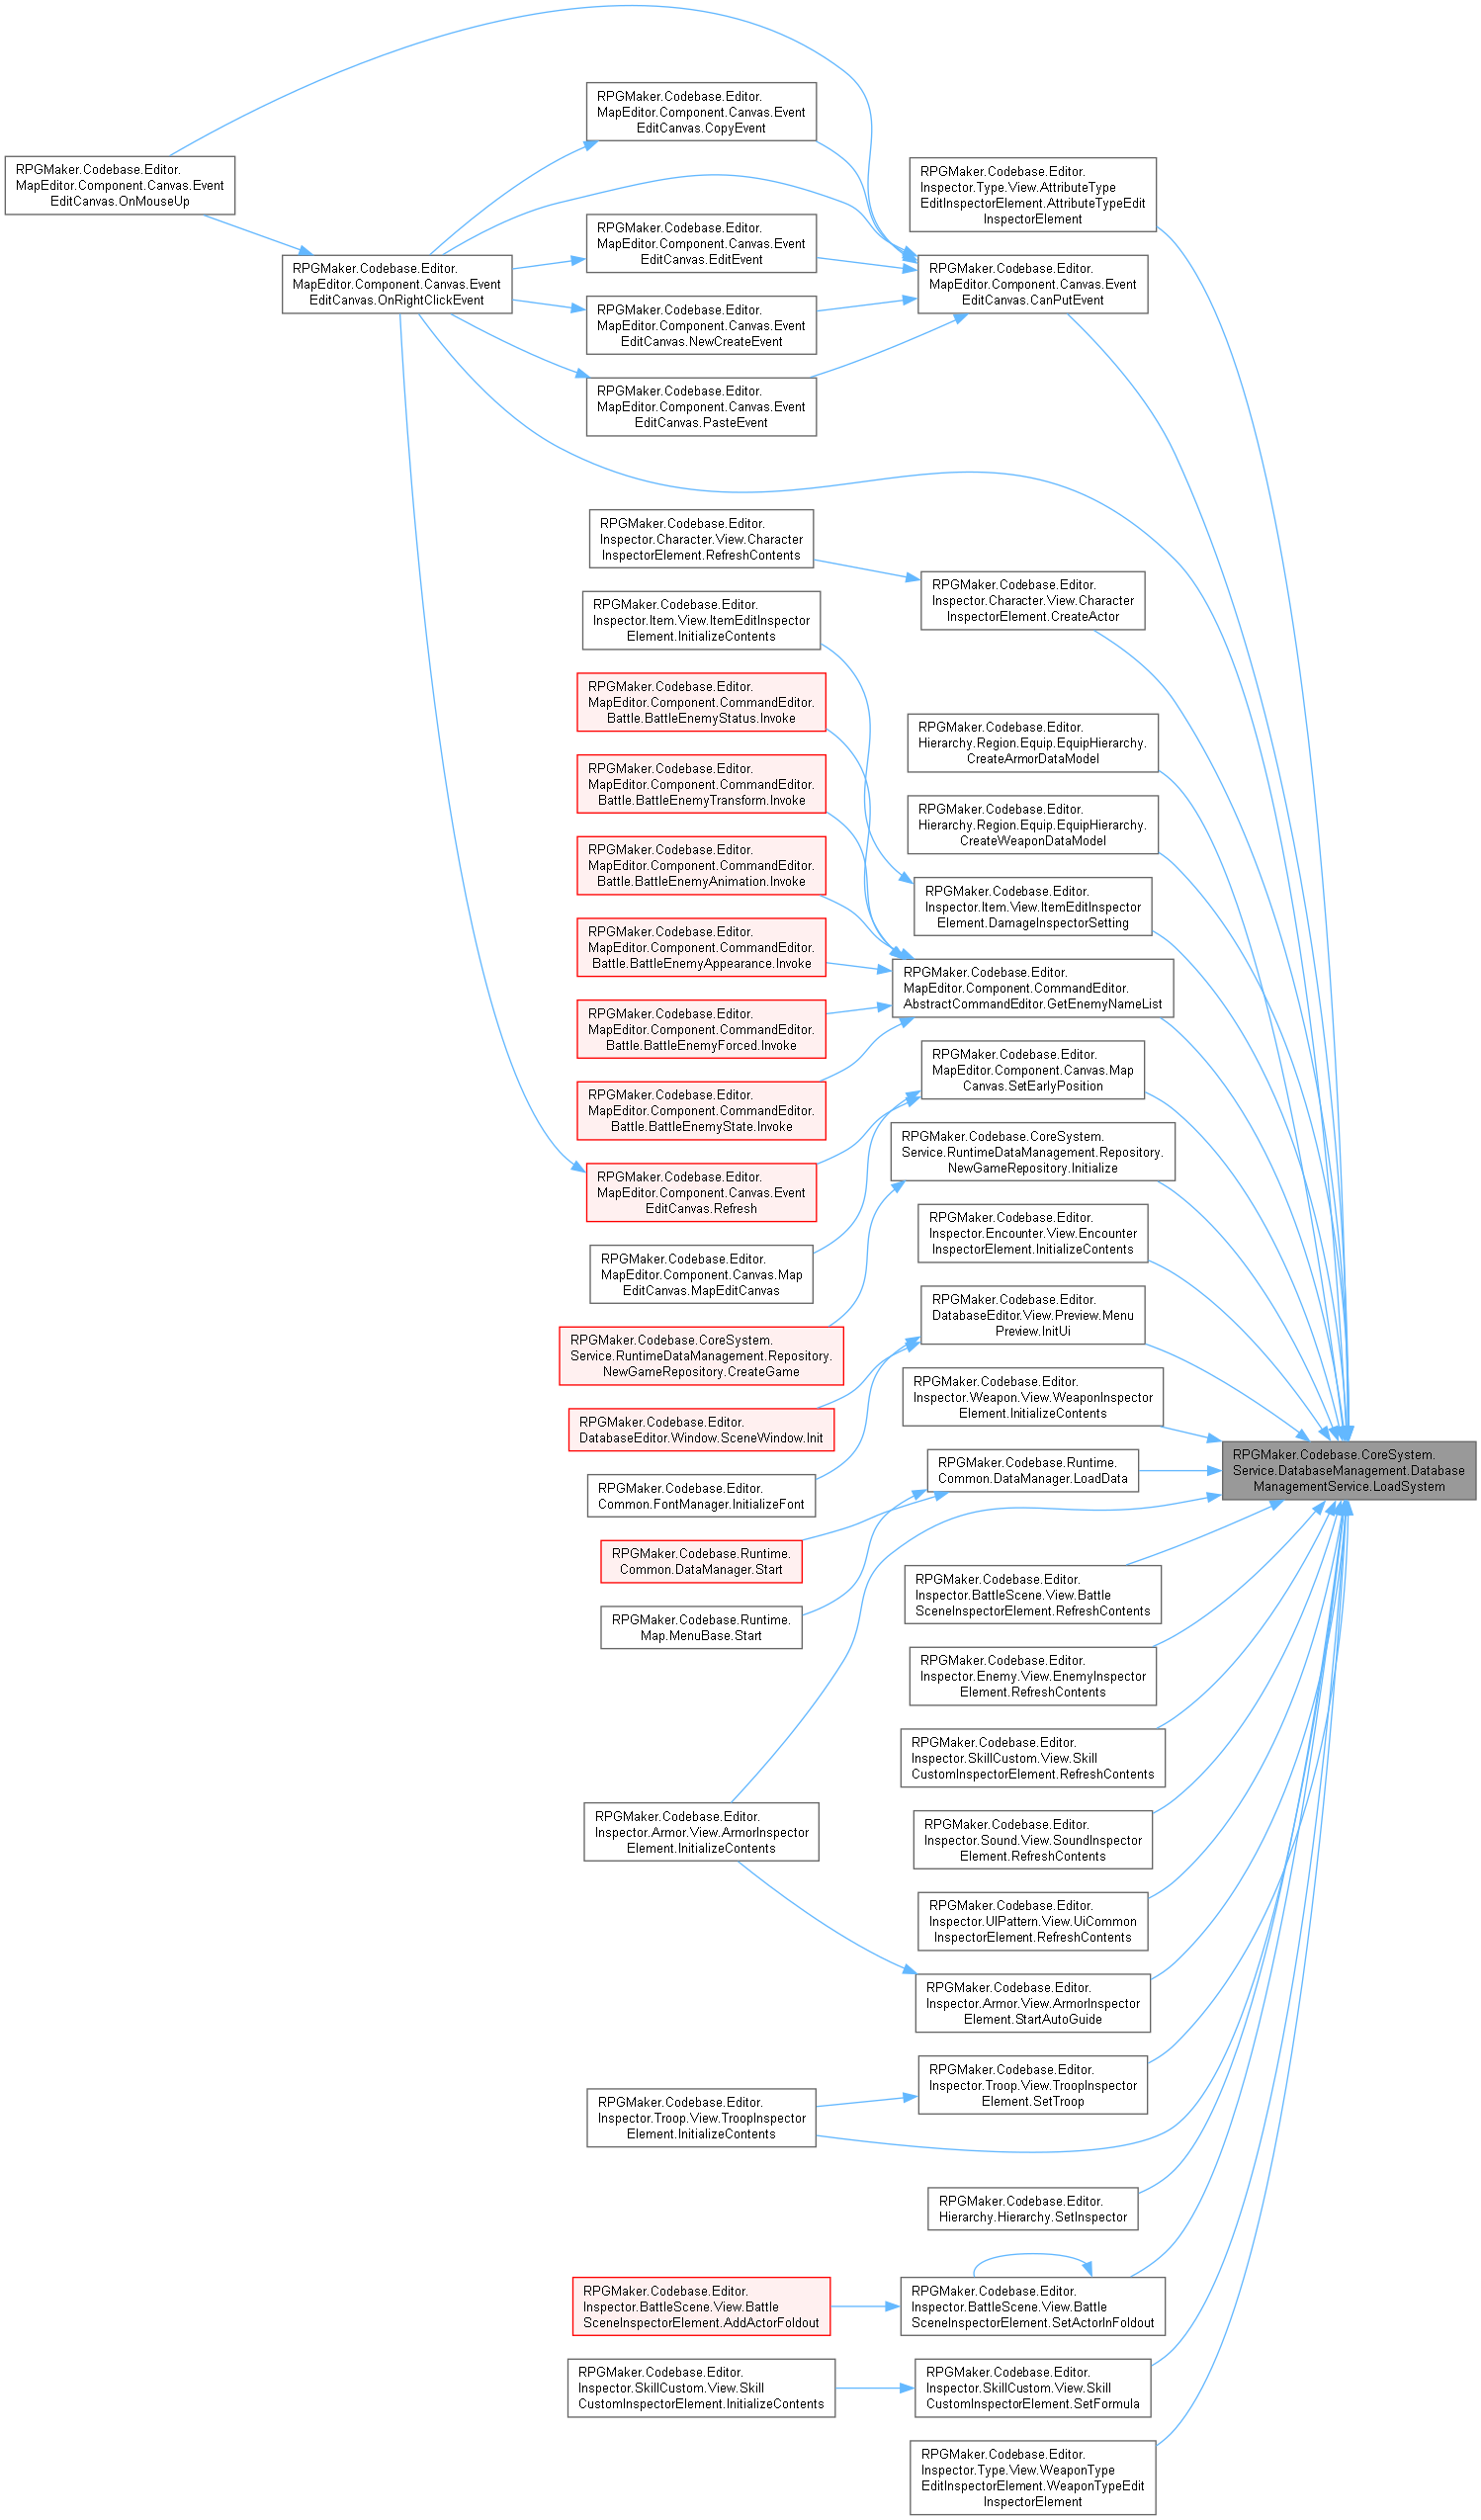 RPGMaker.Codebase.Editor.
MapEditor.Component.Canvas.Event
EditCanvas.CopyEvent
RPGMaker.Codebase.Editor.
MapEditor.Component.Canvas.Event
EditCanvas.OnMouseUp
RPGMaker.Codebase.Editor.
Inspector.Type.View.AttributeType
EditInspectorElement.AttributeTypeEdit
InspectorElement
RPGMaker.Codebase.Editor.
MapEditor.Component.Canvas.Event
EditCanvas.EditEvent
RPGMaker.Codebase.Editor.
MapEditor.Component.Canvas.Event
EditCanvas.OnRightClickEvent
RPGMaker.Codebase.Editor.
MapEditor.Component.Canvas.Event
EditCanvas.CanPutEvent
RPGMaker.Codebase.Editor.
MapEditor.Component.Canvas.Event
EditCanvas.NewCreateEvent
RPGMaker.Codebase.Editor.
MapEditor.Component.Canvas.Event
EditCanvas.PasteEvent
RPGMaker.Codebase.Editor.
Inspector.Character.View.Character
InspectorElement.RefreshContents
RPGMaker.Codebase.Editor.
Inspector.Character.View.Character
InspectorElement.CreateActor
RPGMaker.Codebase.Editor.
Inspector.Item.View.ItemEditInspector
Element.InitializeContents
RPGMaker.Codebase.Editor.
MapEditor.Component.CommandEditor.
Battle.BattleEnemyStatus.Invoke
RPGMaker.Codebase.Editor.
Hierarchy.Region.Equip.EquipHierarchy.
CreateArmorDataModel
RPGMaker.Codebase.Editor.
MapEditor.Component.CommandEditor.
Battle.BattleEnemyTransform.Invoke
RPGMaker.Codebase.Editor.
Hierarchy.Region.Equip.EquipHierarchy.
CreateWeaponDataModel
RPGMaker.Codebase.Editor.
MapEditor.Component.CommandEditor.
Battle.BattleEnemyAnimation.Invoke
RPGMaker.Codebase.Editor.
Inspector.Item.View.ItemEditInspector
Element.DamageInspectorSetting
RPGMaker.Codebase.Editor.
MapEditor.Component.CommandEditor.
Battle.BattleEnemyAppearance.Invoke
RPGMaker.Codebase.Editor.
MapEditor.Component.CommandEditor.
AbstractCommandEditor.GetEnemyNameList
RPGMaker.Codebase.Editor.
MapEditor.Component.CommandEditor.
Battle.BattleEnemyForced.Invoke
RPGMaker.Codebase.Editor.
MapEditor.Component.Canvas.Map
Canvas.SetEarlyPosition
RPGMaker.Codebase.Editor.
MapEditor.Component.CommandEditor.
Battle.BattleEnemyState.Invoke
RPGMaker.Codebase.CoreSystem.
Service.RuntimeDataManagement.Repository.
NewGameRepository.Initialize
RPGMaker.Codebase.Editor.
MapEditor.Component.Canvas.Event
EditCanvas.Refresh
RPGMaker.Codebase.Editor.
Inspector.Encounter.View.Encounter
InspectorElement.InitializeContents
RPGMaker.Codebase.Editor.
MapEditor.Component.Canvas.Map
EditCanvas.MapEditCanvas
RPGMaker.Codebase.Editor.
DatabaseEditor.View.Preview.Menu
Preview.InitUi
RPGMaker.Codebase.CoreSystem.
Service.RuntimeDataManagement.Repository.
NewGameRepository.CreateGame
RPGMaker.Codebase.Editor.
Inspector.Weapon.View.WeaponInspector
Element.InitializeContents
RPGMaker.Codebase.Editor.
DatabaseEditor.Window.SceneWindow.Init
RPGMaker.Codebase.CoreSystem.
Service.DatabaseManagement.Database
ManagementService.LoadSystem
RPGMaker.Codebase.Runtime.
Common.DataManager.LoadData
RPGMaker.Codebase.Editor.
Common.FontManager.InitializeFont
RPGMaker.Codebase.Runtime.
Common.DataManager.Start
RPGMaker.Codebase.Editor.
Inspector.BattleScene.View.Battle
SceneInspectorElement.RefreshContents
RPGMaker.Codebase.Runtime.
Map.MenuBase.Start
RPGMaker.Codebase.Editor.
Inspector.Enemy.View.EnemyInspector
Element.RefreshContents
RPGMaker.Codebase.Editor.
Inspector.SkillCustom.View.Skill
CustomInspectorElement.RefreshContents
RPGMaker.Codebase.Editor.
Inspector.Armor.View.ArmorInspector
Element.InitializeContents
RPGMaker.Codebase.Editor.
Inspector.Sound.View.SoundInspector
Element.RefreshContents
RPGMaker.Codebase.Editor.
Inspector.UIPattern.View.UiCommon
InspectorElement.RefreshContents
RPGMaker.Codebase.Editor.
Inspector.Armor.View.ArmorInspector
Element.StartAutoGuide
RPGMaker.Codebase.Editor.
Inspector.Troop.View.TroopInspector
Element.SetTroop
RPGMaker.Codebase.Editor.
Inspector.Troop.View.TroopInspector
Element.InitializeContents
RPGMaker.Codebase.Editor.
Hierarchy.Hierarchy.SetInspector
RPGMaker.Codebase.Editor.
Inspector.BattleScene.View.Battle
SceneInspectorElement.AddActorFoldout
RPGMaker.Codebase.Editor.
Inspector.BattleScene.View.Battle
SceneInspectorElement.SetActorInFoldout
RPGMaker.Codebase.Editor.
Inspector.SkillCustom.View.Skill
CustomInspectorElement.InitializeContents
RPGMaker.Codebase.Editor.
Inspector.SkillCustom.View.Skill
CustomInspectorElement.SetFormula
RPGMaker.Codebase.Editor.
Inspector.Type.View.WeaponType
EditInspectorElement.WeaponTypeEdit
InspectorElement